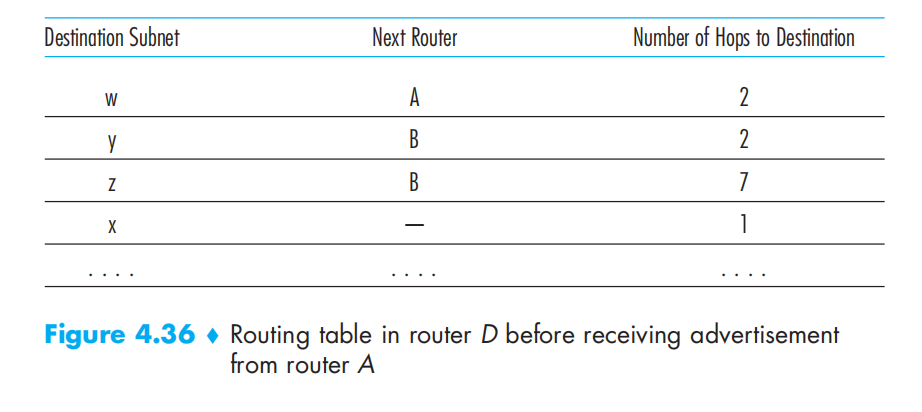 Destination Subnet Next Router Number of Hops to Destination
w A 2
y B 2
z B 7
x — 1
. . . . . . . . . . . .
Figure 4.36 ♦ Routing table in router D before receiving advertisement
from router A